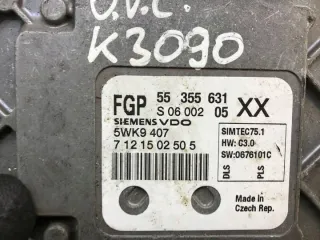 O.V.C.
K3090
FGP 55 355 631 XX
S 06 002 05
SIEMENS VDO
5WK9 407
7 12 15 02 50 5
SIMTEC75.1
HW: C3.0
SW:0676101C
DLS PLS
Made in
Czech Rep.